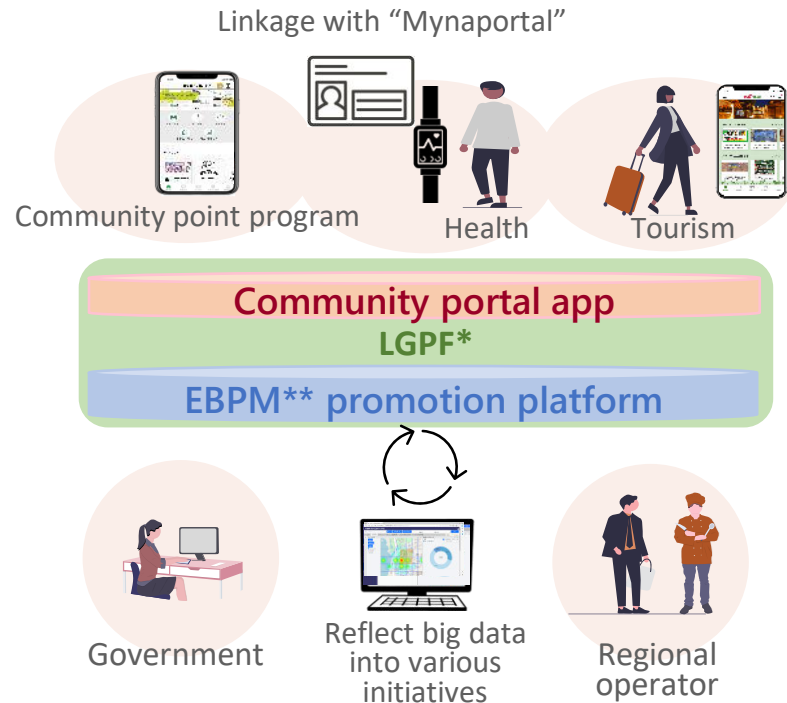 Linkage with “Mynaportal”
Community point program
Health
Tourism
Community portal app
LGPF*
EBPM** promotion platform
Government
Reflect big data
into various
initiatives
Regional
operator